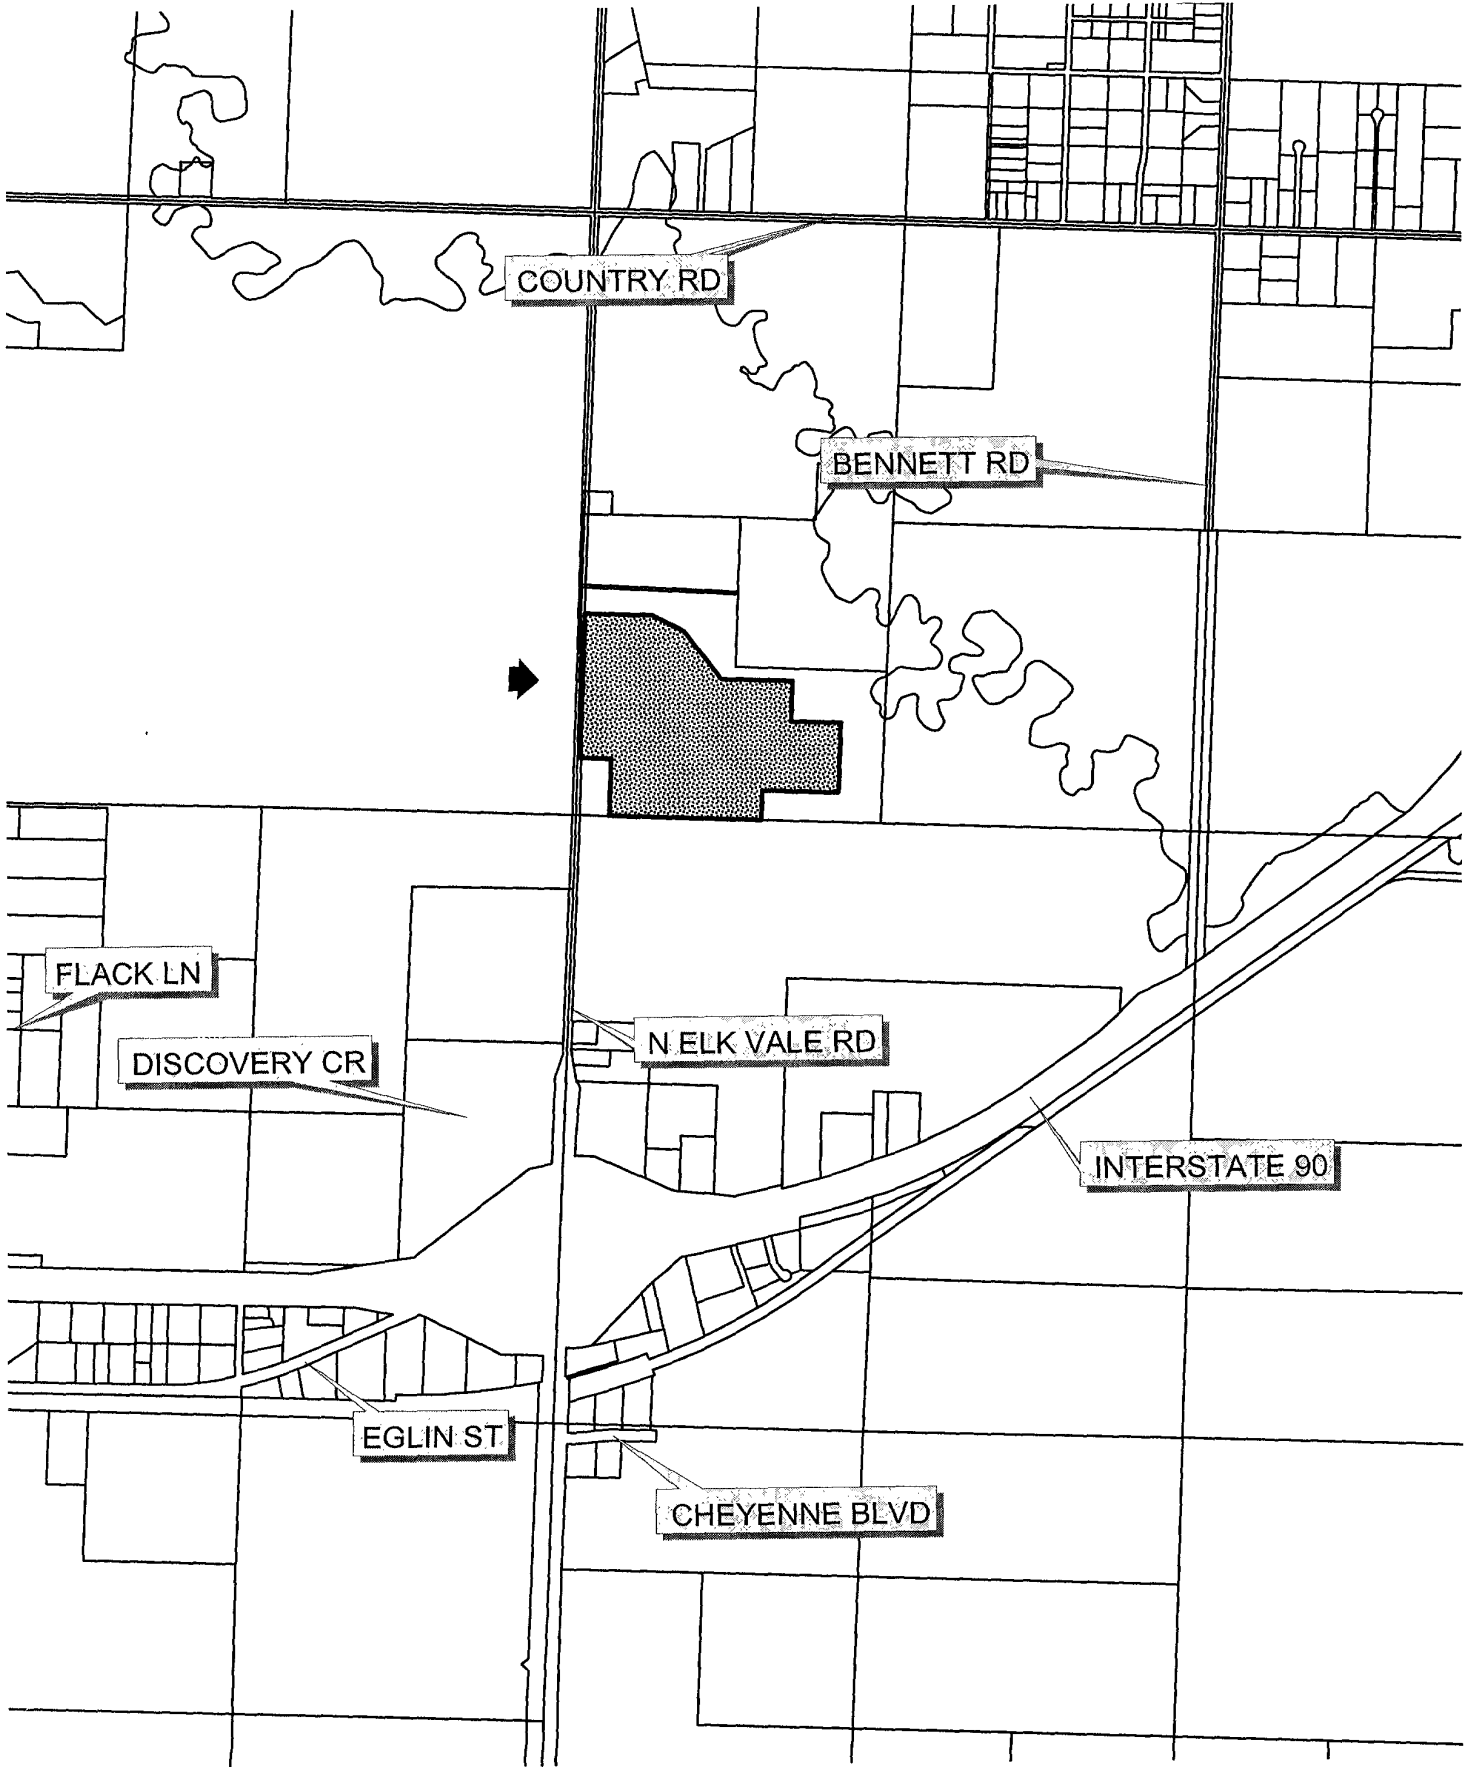 COUNTRY RD
BENNETT RD
FLACK LN
N ELK VALE RD
DISCOVERY CR
INTERSTATE 90
EGLIN ST
CHEYENNE BLVD